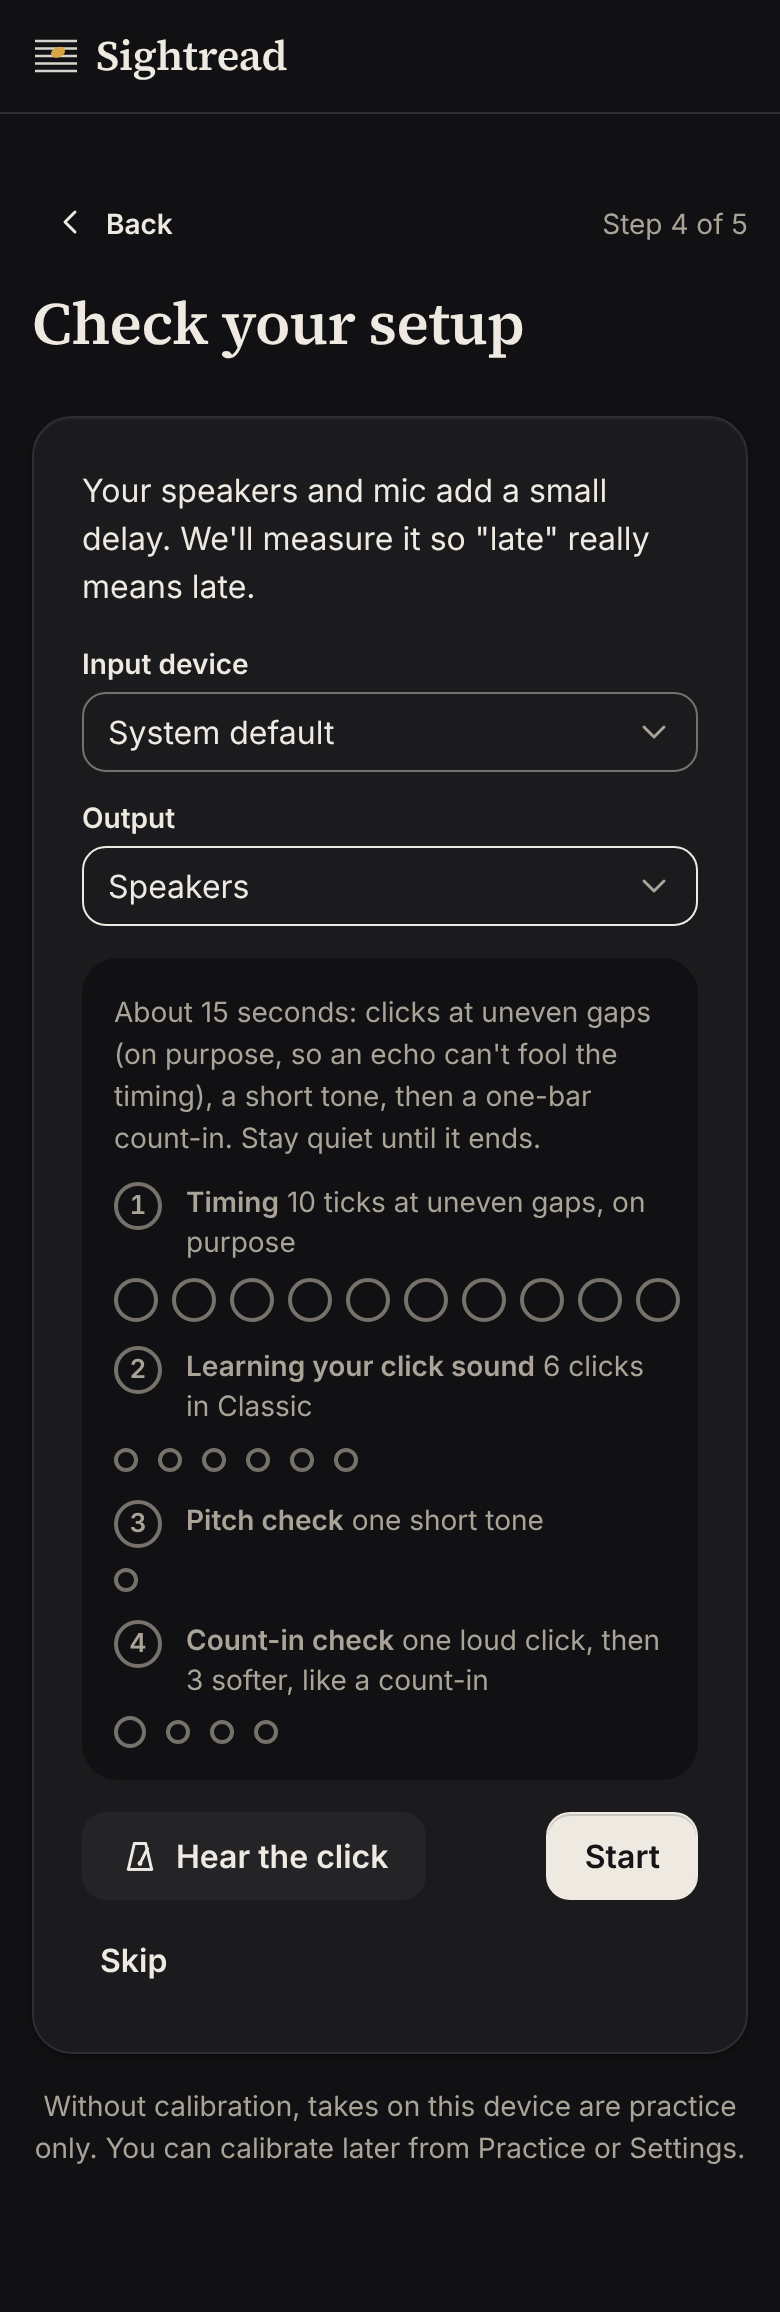 Sightread
Back
Step 4 of 5
Check your setup
Your speakers and mic add a small
delay. We'll measure it so "late" really
means late.
Input device
System default
Output
Speakers
About 15 seconds: clicks at uneven gaps
(on purpose, so an echo can't fool the
timing), a short tone, then a one-bar
count-in. Stay quiet until it ends.
1 Timing 10 ticks at uneven gaps, on
purpose
2 Learning your click sound 6 clicks
in Classic
3 Pitch check one short tone
4 Count-in check one loud click, then
3 softer, like a count-in
Hear the click
Start
Skip
Without calibration, takes on this device are practice
only. You can calibrate later from Practice or Settings.